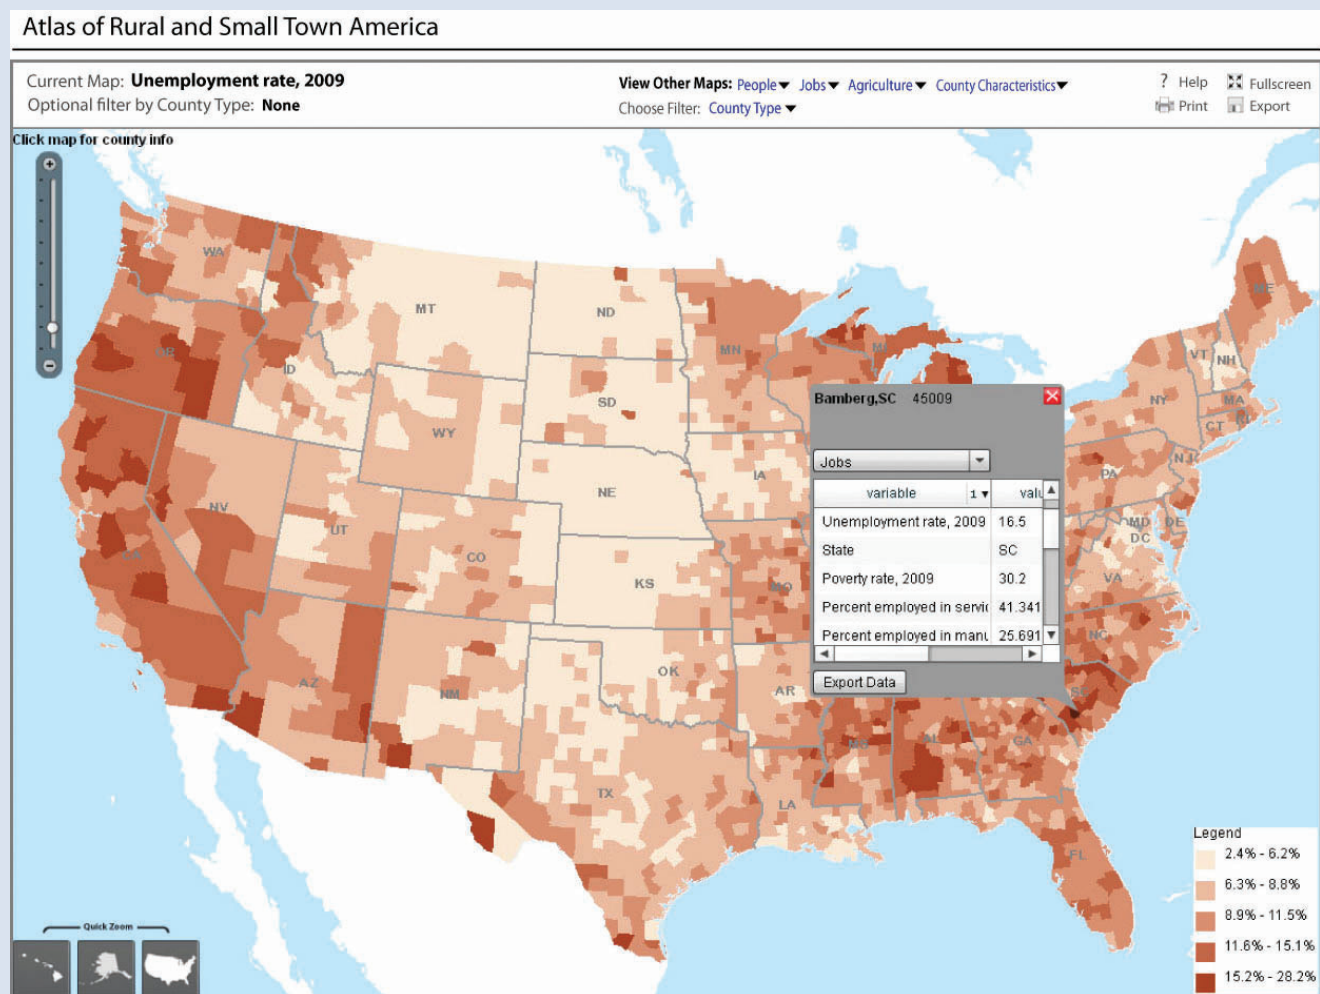 Atlas of Rural and Small Town America
Current Map: Unemployment rate, 2009
Optional filter by County Type: None
View Other Maps: People Jobs Agriculture County Characteristics
Choose Filter: County Type
? Help Fullscreen
Print Export
Click map for county info
WA
MT
ND
MN
OR
ID
SD
WY
MI
ME
VT
NH
NY
MA
CT
RI
IA
NE
PA
NJ
NV
UT
CO
KS
MO
MD
DE
DC
VA
NC
AZ
NM
OK
AR
SC
MS
AL
GA
TX
LA
FL
CA
Bamberg,SC 45009
Jobs
variable 1 valu
Unemployment rate, 2009 16.5
State SC
Poverty rate, 2009 30.2
Percent employed in servic 41.341
Percent employed in manu 25.691
Export Data
Legend
2.4% - 6.2%
6.3% - 8.8%
8.9% - 11.5%
11.6% - 15.1%
15.2% - 28.2%
Quick Zoom